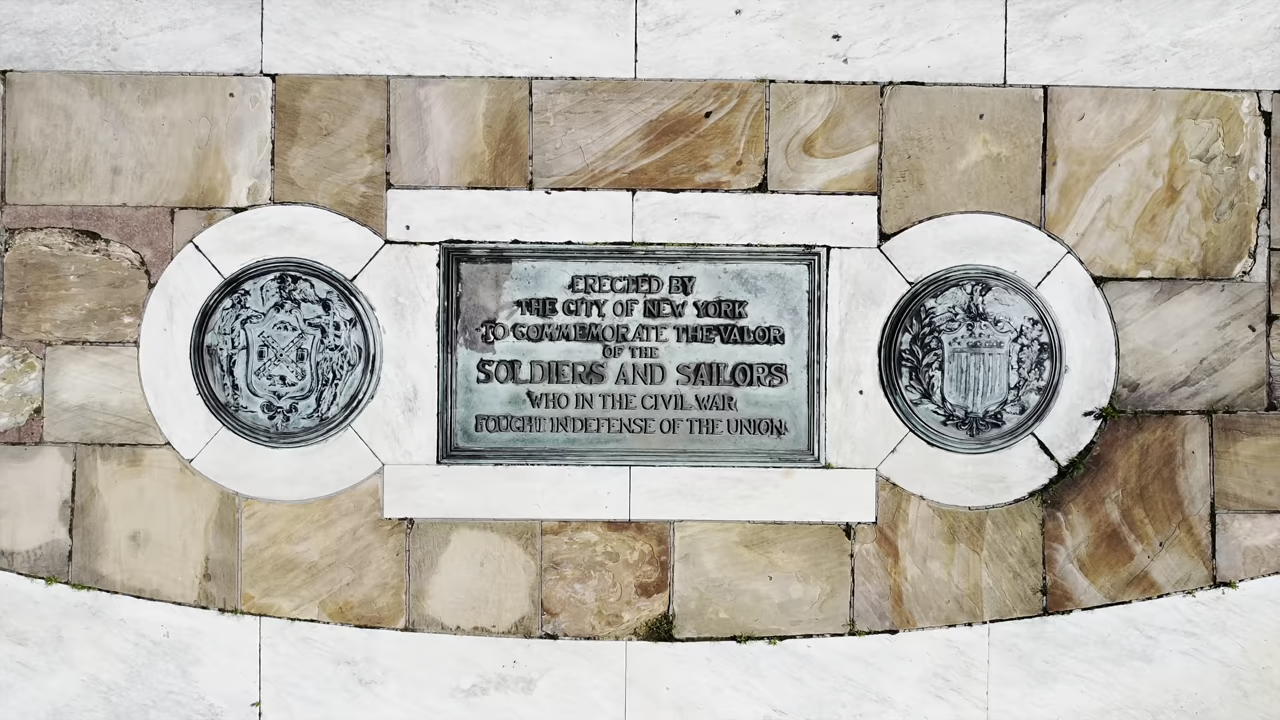 ERECTED BY
THE CITY OF NEW YORK
TO COMMEMORATE THE VALOR
OF THE
SOLDIERS AND SAILORS
WHO IN THE CIVIL WAR
FOUGHT IN DEFENSE OF THE UNION